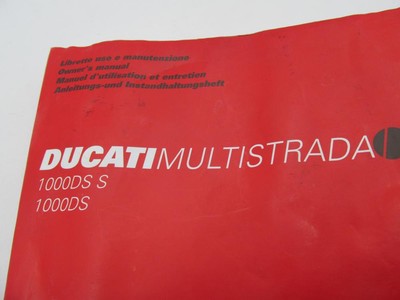 Libretto uso e manutenzione
Owner's manual
Manuel d'utilisation et entretien
Anleitungs-und Instandhaltungsheft
DUCATIMULTISTRADA
1000DS S
1000DS